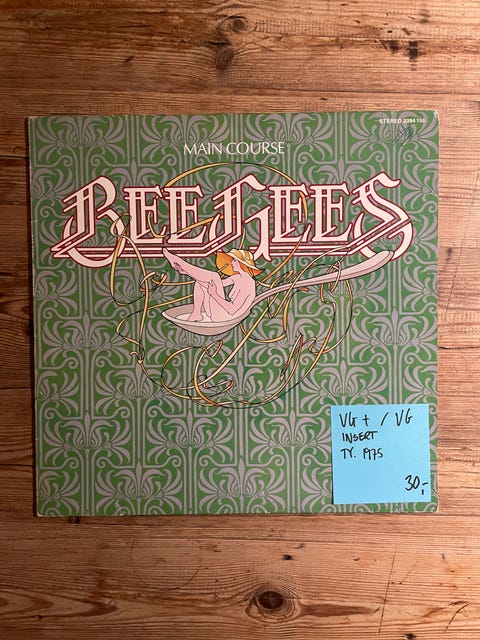 STEREO 2394 150
MAIN COURSE
BEE GEES
VG + / VG
INSERT
TY. 1975
30,-